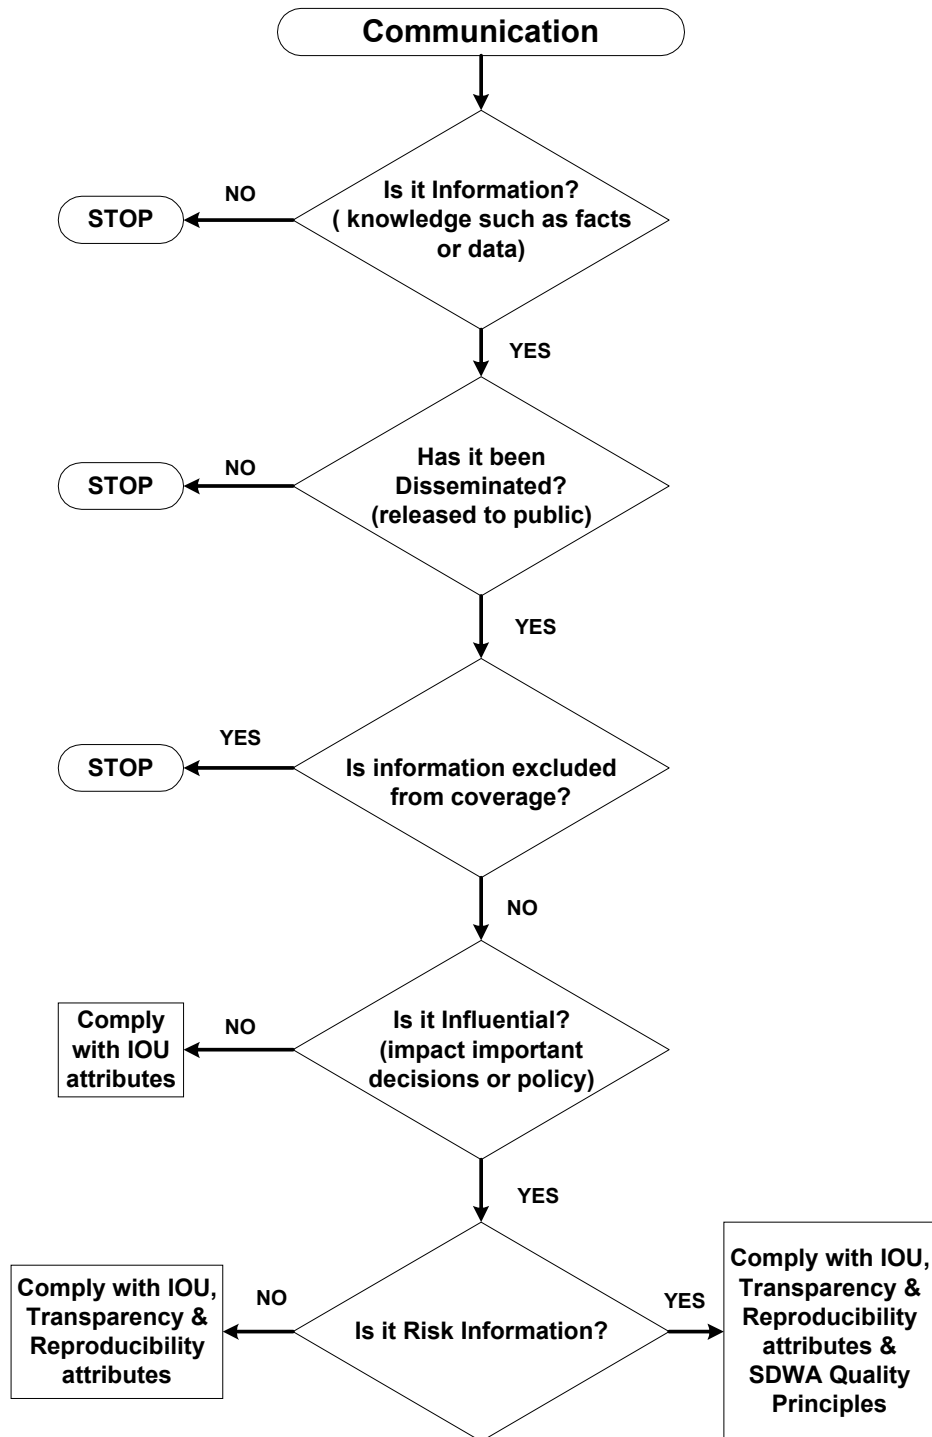 Communication
Is it Information?
( knowledge such as facts
or data)
NO
STOP
YES
Has it been
Disseminated?
(released to public)
NO
STOP
YES
Is information excluded
from coverage?
YES
STOP
NO
Is it Influential?
(impact important
decisions or policy)
NO
Comply
with IOU
attributes
YES
Is it Risk Information?
NO
Comply with IOU,
Transparency &
Reproducibility
attributes
YES
Comply with IOU,
Transparency &
Reproducibility
attributes &
SDWA Quality
Principles